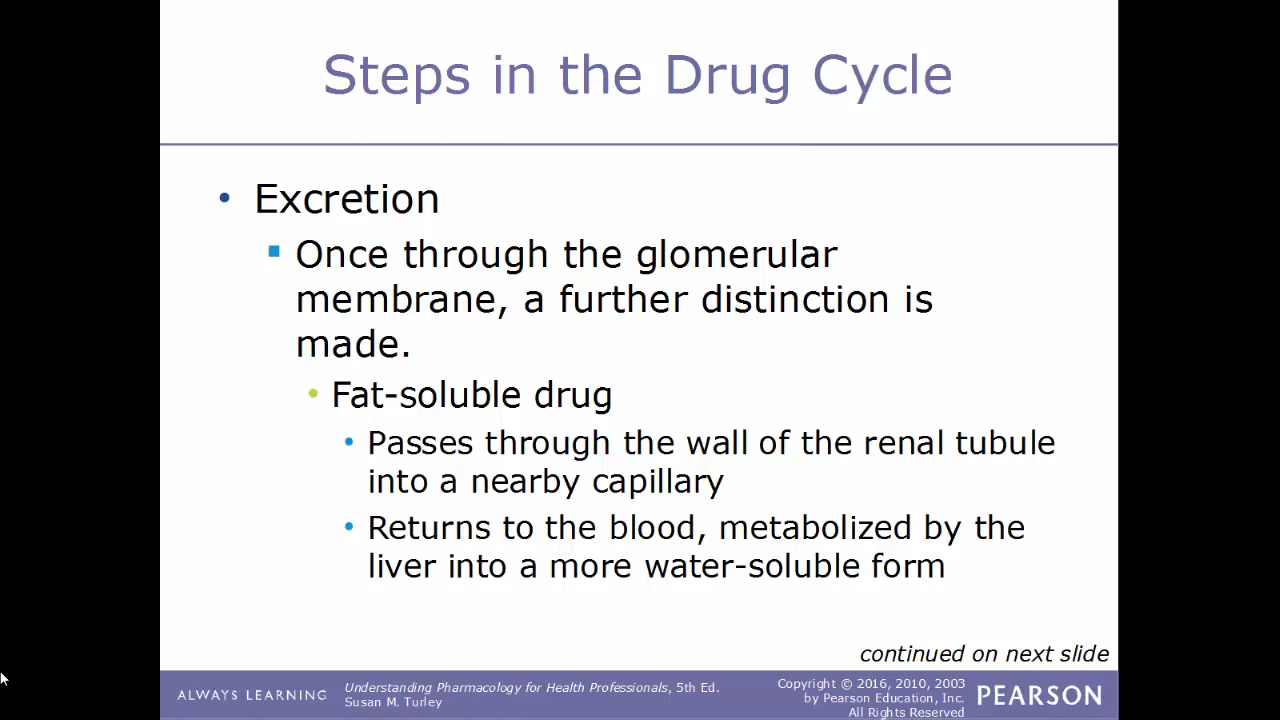 Steps in the Drug Cycle
• Excretion
▪ Once through the glomerular
membrane, a further distinction is
made.
• Fat-soluble drug
• Passes through the wall of the renal tubule
into a nearby capillary
• Returns to the blood, metabolized by the
liver into a more water-soluble form
continued on next slide
ALWAYS LEARNING
Understanding Pharmacology for Health Professionals, 5th Ed.
Susan M. Turley
Copyright © 2016, 2010, 2003
by Pearson Education, Inc.
All Rights Reserved
PEARSON